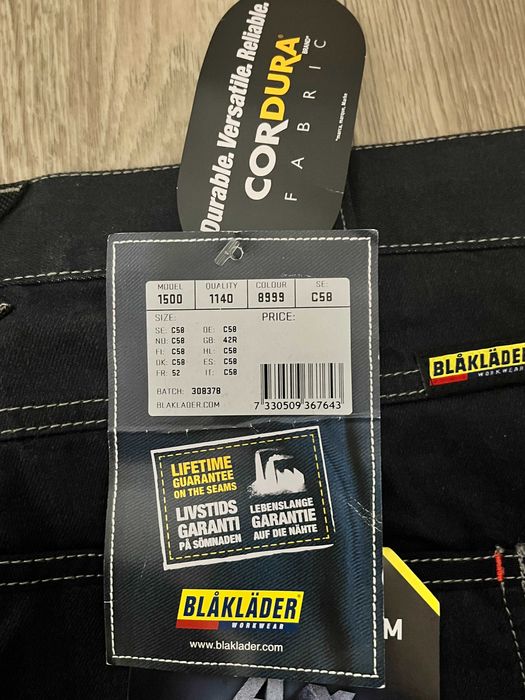 Durable. Versatile. Reliable.
CORDURA
BRAND
FABRIC
MODEL QUALITY COLOUR SE:
1500 1140 8999 C58
SIZE: PRICE:
SE: C58 DE: C58
NO: C58 GB: 42R
FI: C58 NL: C58
DK: C58 ES: C58
FR: 52 IT: C58
BATCH: 308378
BLAKLADER.COM
7 330509 367643
BLÅKLÄDER
WORKWEAR
LIFETIME
GUARANTEE
ON THE SEAMS
LIVSTIDS
GARANTI
PÅ SÖMNADEN
LEBENSLANGE
GARANTIE
AUF DIE NÄHTE
BLÅKLÄDER
WORKWEAR
www.blaklader.com
M